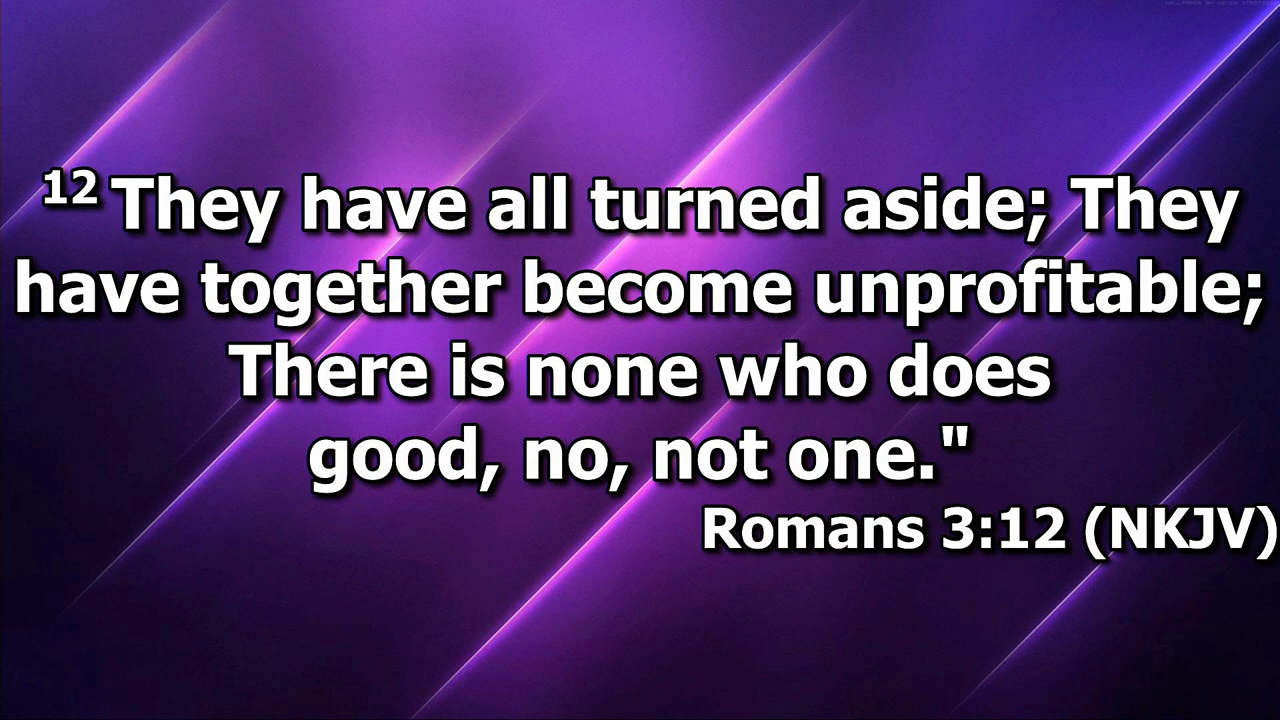 12 They have all turned aside; They
have together become unprofitable;
There is none who does
good, no, not one."
Romans 3:12 (NKJV)